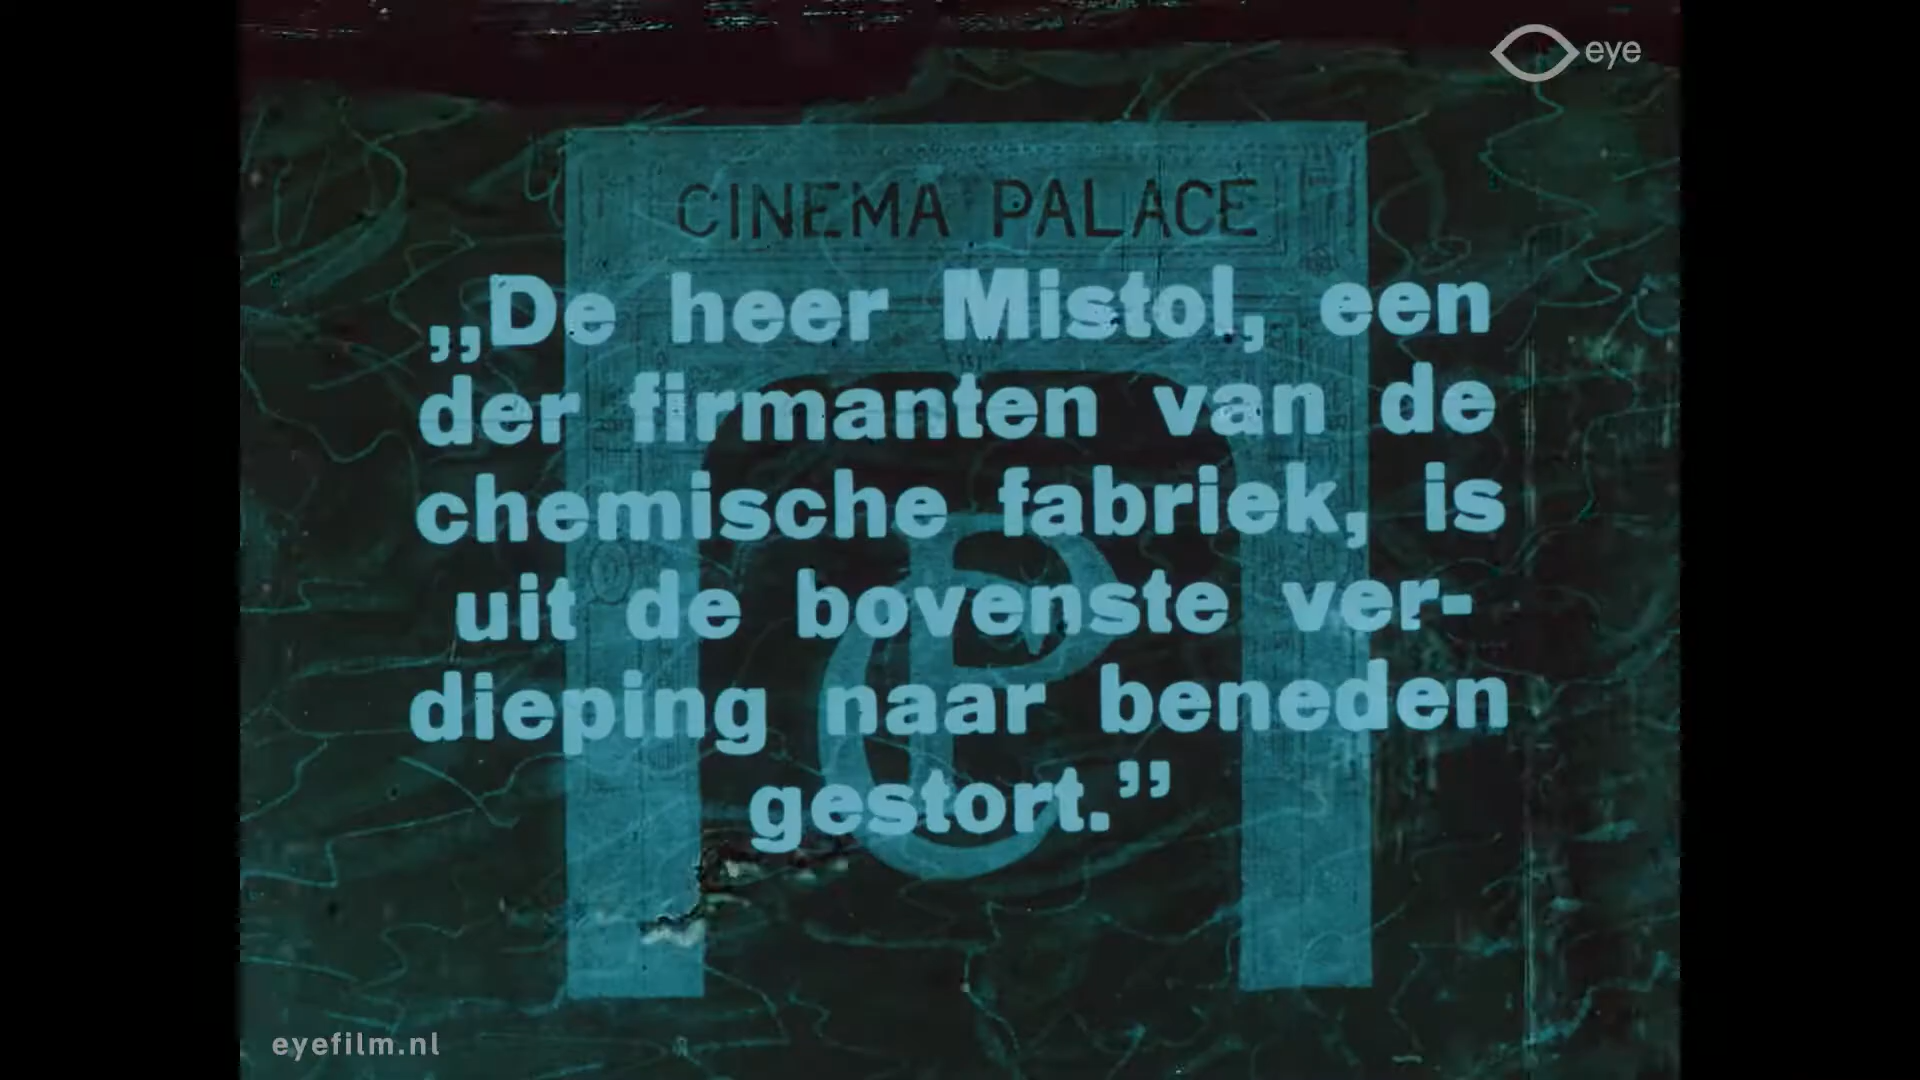 eye
CINEMA PALACE
„De heer Mistol, een
der firmanten van de
chemische fabriek, is
uit de bovenste ver-
dieping naar beneden
gestort.”
CP
eyefilm.nl